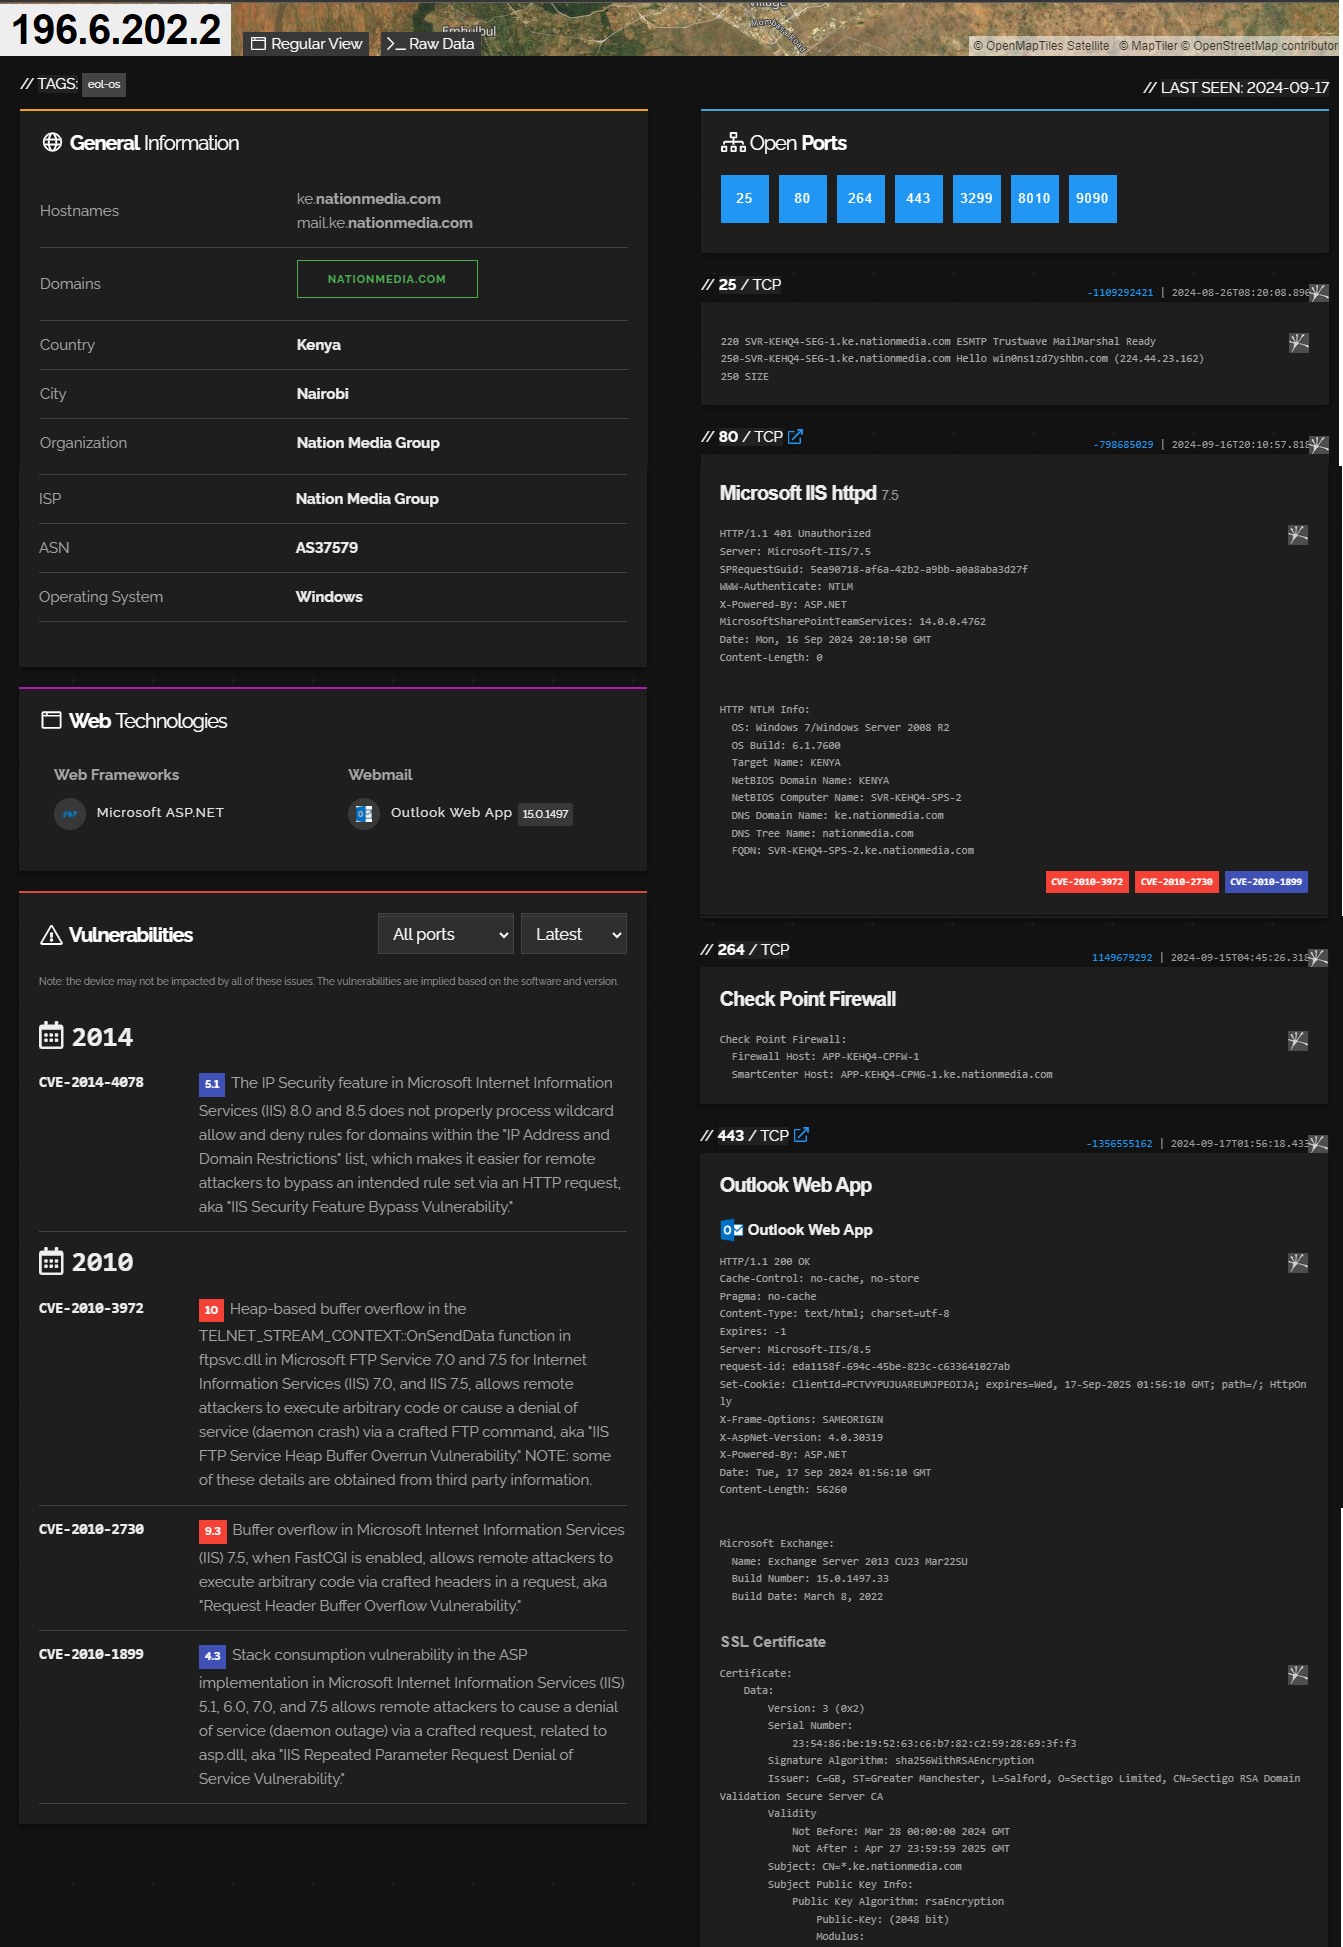 196.6.202.2
Regular View
Raw Data
Embulbul
Village
Mombasa Road
© OpenMapTiles Satellite © MapTiler © OpenStreetMap contributor
// TAGS: eol-os
// LAST SEEN: 2024-09-17
General Information
Hostnames
ke.nationmedia.com
mail.ke.nationmedia.com
Domains
NATIONMEDIA.COM
Country Kenya
City Nairobi
Organization Nation Media Group
ISP Nation Media Group
ASN AS37579
Operating System Windows
Web Technologies
Web Frameworks
Microsoft ASP.NET
Webmail
Outlook Web App 15.0.1497
Vulnerabilities
All ports
Latest
Note: the device may not be impacted by all of these issues. The vulnerabilities are implied based on the software and version.
2014
CVE-2014-4078
5.1 The IP Security feature in Microsoft Internet Information
Services (IIS) 8.0 and 8.5 does not properly process wildcard
allow and deny rules for domains within the "IP Address and
Domain Restrictions" list, which makes it easier for remote
attackers to bypass an intended rule set via an HTTP request,
aka "IIS Security Feature Bypass Vulnerability."
2010
CVE-2010-3972
10 Heap-based buffer overflow in the
TELNET_STREAM_CONTEXT::OnSendData function in
ftpsvc.dll in Microsoft FTP Service 7.0 and 7.5 for Internet
Information Services (IIS) 7.0, and IIS 7.5, allows remote
attackers to execute arbitrary code or cause a denial of
service (daemon crash) via a crafted FTP command, aka "IIS
FTP Service Heap Buffer Overrun Vulnerability." NOTE: some
of these details are obtained from third party information.
CVE-2010-2730
9.3 Buffer overflow in Microsoft Internet Information Services
(IIS) 7.5, when FastCGI is enabled, allows remote attackers to
execute arbitrary code via crafted headers in a request, aka
"Request Header Buffer Overflow Vulnerability."
CVE-2010-1899
4.3 Stack consumption vulnerability in the ASP
implementation in Microsoft Internet Information Services (IIS)
5.1, 6.0, 7.0, and 7.5 allows remote attackers to cause a denial
of service (daemon outage) via a crafted request, related to
asp.dll, aka "IIS Repeated Parameter Request Denial of
Service Vulnerability."
Open Ports
25 80 264 443 3299 8010 9090
// 25 / TCP
-1109292421 | 2024-08-26T08:20:08.896
220 SVR-KEHQ4-SEG-1.ke.nationmedia.com ESMTP Trustwave MailMarshal Ready
250-SVR-KEHQ4-SEG-1.ke.nationmedia.com Hello win0ns1zd7yshbn.com (224.44.23.162)
250 SIZE
// 80 / TCP
-798685029 | 2024-09-16T20:10:57.818
Microsoft IIS httpd 7.5
HTTP/1.1 401 Unauthorized
Server: Microsoft-IIS/7.5
SPRequestGuid: 5ea90718-af6a-42b2-a9bb-a0a8aba3d27f
WWW-Authenticate: NTLM
X-Powered-By: ASP.NET
MicrosoftSharePointTeamServices: 14.0.0.4762
Date: Mon, 16 Sep 2024 20:10:50 GMT
Content-Length: 0
HTTP NTLM Info:
OS: Windows 7/Windows Server 2008 R2
OS Build: 6.1.7600
Target Name: KENYA
NetBIOS Domain Name: KENYA
NetBIOS Computer Name: SVR-KEHQ4-SPS-2
DNS Domain Name: ke.nationmedia.com
DNS Tree Name: nationmedia.com
FQDN: SVR-KEHQ4-SPS-2.ke.nationmedia.com
CVE-2010-3972 CVE-2010-2730 CVE-2010-1899
// 264 / TCP
1149679292 | 2024-09-15T04:45:26.318
Check Point Firewall
Check Point Firewall:
Firewall Host: APP-KEHQ4-CPFW-1
SmartCenter Host: APP-KEHQ4-CPMG-1.ke.nationmedia.com
// 443 / TCP
-1356555162 | 2024-09-17T01:56:18.433
Outlook Web App
Outlook Web App
HTTP/1.1 200 OK
Cache-Control: no-cache, no-store
Pragma: no-cache
Content-Type: text/html; charset=utf-8
Expires: -1
Server: Microsoft-IIS/8.5
request-id: eda1158f-694c-45be-823c-c633641027ab
Set-Cookie: ClientId=PCTVYPUJUAREUMJPEOIJA; expires=Wed, 17-Sep-2025 01:56:10 GMT; path=/; HttpOn
ly
X-Frame-Options: SAMEORIGIN
X-AspNet-Version: 4.0.30319
X-Powered-By: ASP.NET
Date: Tue, 17 Sep 2024 01:56:10 GMT
Content-Length: 56260
Microsoft Exchange:
Name: Exchange Server 2013 CU23 Mar22SU
Build Number: 15.0.1497.33
Build Date: March 8, 2022
SSL Certificate
Certificate:
Data:
Version: 3 (0x2)
Serial Number:
23:54:86:be:19:52:63:c6:b7:82:c2:59:28:69:3f:f3
Signature Algorithm: sha256WithRSAEncryption
Issuer: C=GB, ST=Greater Manchester, L=Salford, O=Sectigo Limited, CN=Sectigo RSA Domain
Validation Secure Server CA
Validity
Not Before: Mar 28 00:00:00 2024 GMT
Not After : Apr 27 23:59:59 2025 GMT
Subject: CN=*.ke.nationmedia.com
Subject Public Key Info:
Public Key Algorithm: rsaEncryption
Public-Key: (2048 bit)
Modulus: